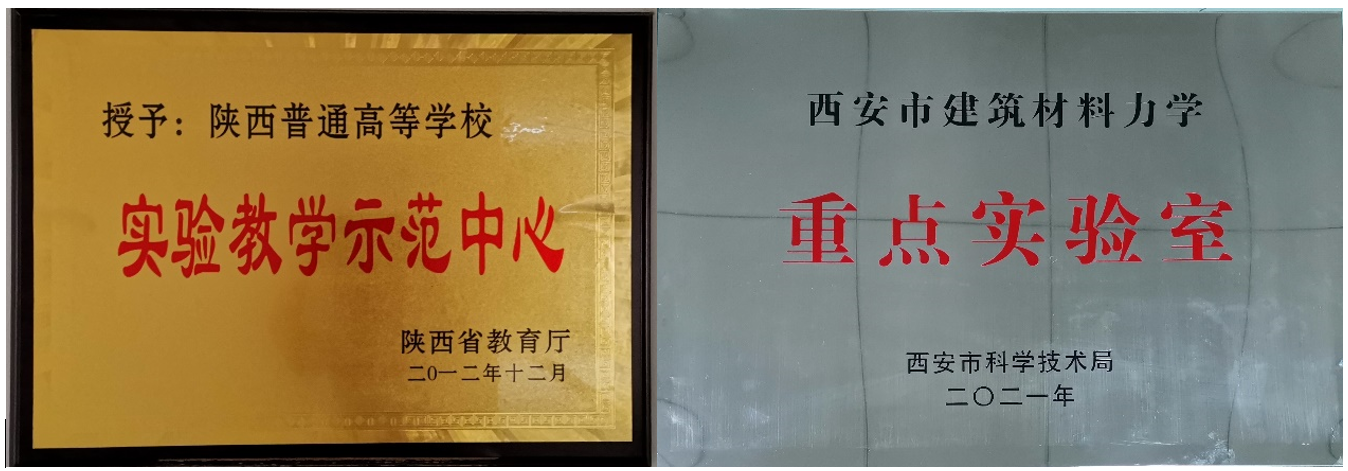 授予：陕西普通高等学校
实验教学示范中心
陕西省教育厅
二0一二年十二月
西安市建筑材料力学
重点实验室
西安市科学技术局
二〇二一年